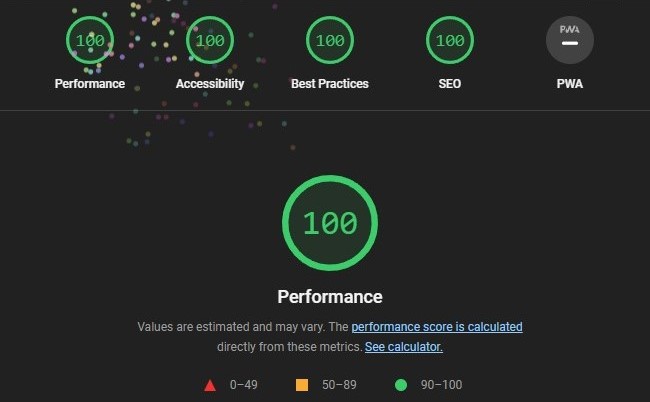 100 100 100 100 PWA
Performance Accessibility Best Practices SEO PWA
100
Performance
Values are estimated and may vary. The performance score is calculated
directly from these metrics. See calculator.
0–49 50–89 90–100